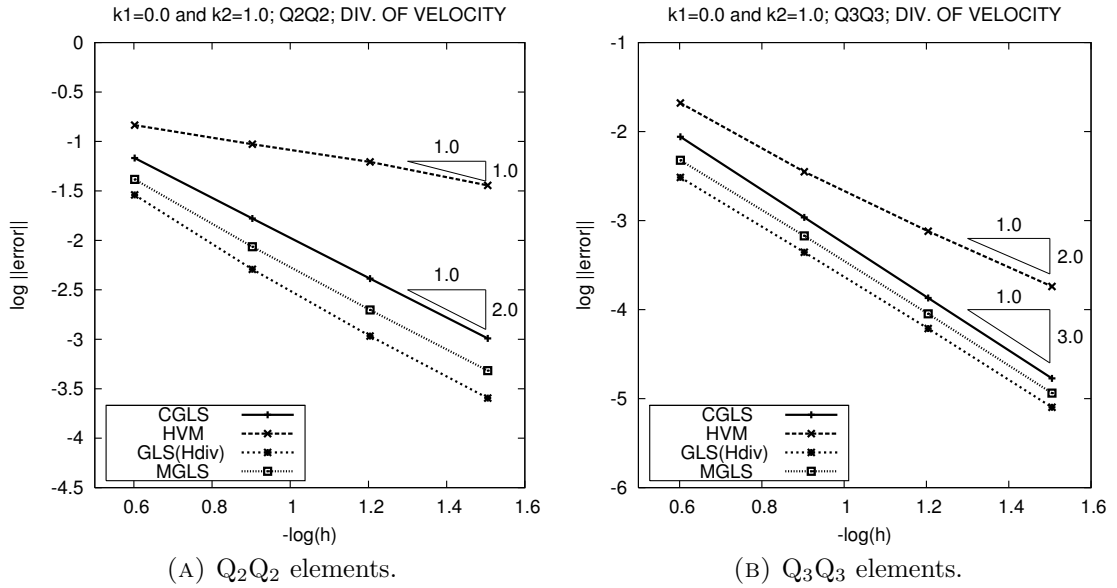 k1=0.0 and k2=1.0; Q2Q2; DIV. OF VELOCITY
0
-0.5
-1
-1.5
-2
-2.5
-3
-3.5
-4
-4.5
log ||error||
1.0
1.0
1.0
2.0
CGLS
HVM
GLS(Hdiv)
MGLS
0.6
0.8
1
1.2
1.4
1.6
-log(h)
(A) Q2Q2 elements.
k1=0.0 and k2=1.0; Q3Q3; DIV. OF VELOCITY
-1
-2
-3
-4
-5
-6
log ||error||
1.0
2.0
1.0
3.0
CGLS
HVM
GLS(Hdiv)
MGLS
0.6
0.8
1
1.2
1.4
1.6
-log(h)
(B) Q3Q3 elements.